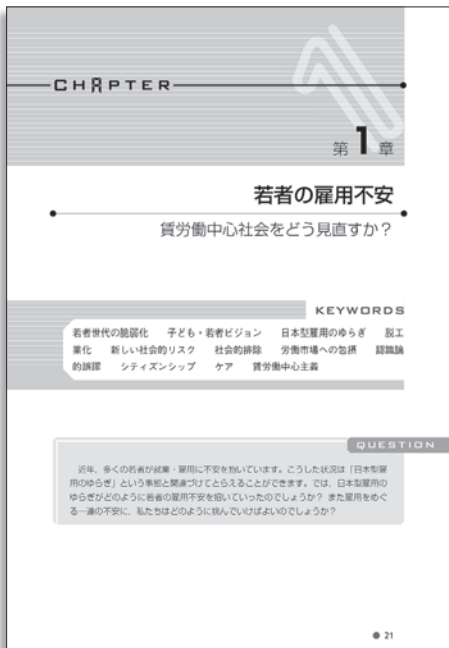 CHAPTER
第1章
若者の雇用不安
賃労働中心社会をどう見直すか？
KEYWORDS
若者世代の脆弱化　子ども・若者ビジョン　日本型雇用のゆらぎ　脱工
業化　新しい社会的リスク　社会的排除　労働市場への包摂　認識論
的誤謬　シティズンシップ　ケア　賃労働中心主義
QUESTION
近年，多くの若者が就業・雇用に不安を抱いています。こうした状況は「日本型雇
用のゆらぎ」という事態と関連づけてとらえることができます。では，日本型雇用の
ゆらぎがどのように若者の雇用不安を招いていったのでしょうか？ また雇用をめぐ
る一連の不安に，私たちはどのように挑んでいけばよいのでしょうか？
● 21